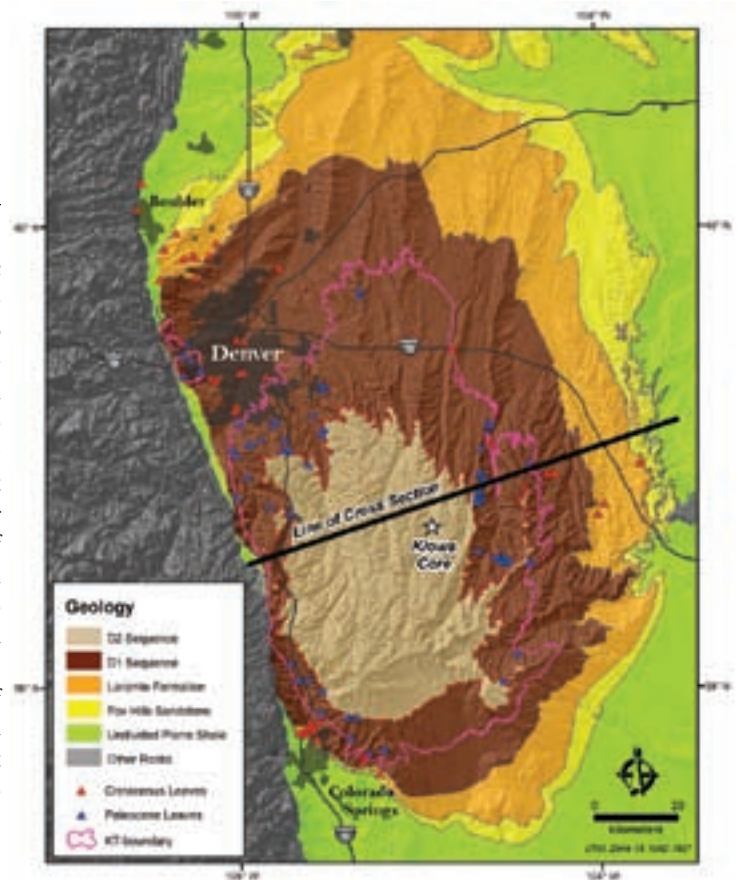 Boulder
Denver
Line of Cross Section
Kiowa
Core
Geology
D2 Sequence
D1 Sequence
Laramie Formation
Fox Hills Sandstone
Undivided Pierre Shale
Other Rocks
Cretaceous Leaves
Paleocene Leaves
KT-boundary
Colorado
Springs
0 20
kilometers